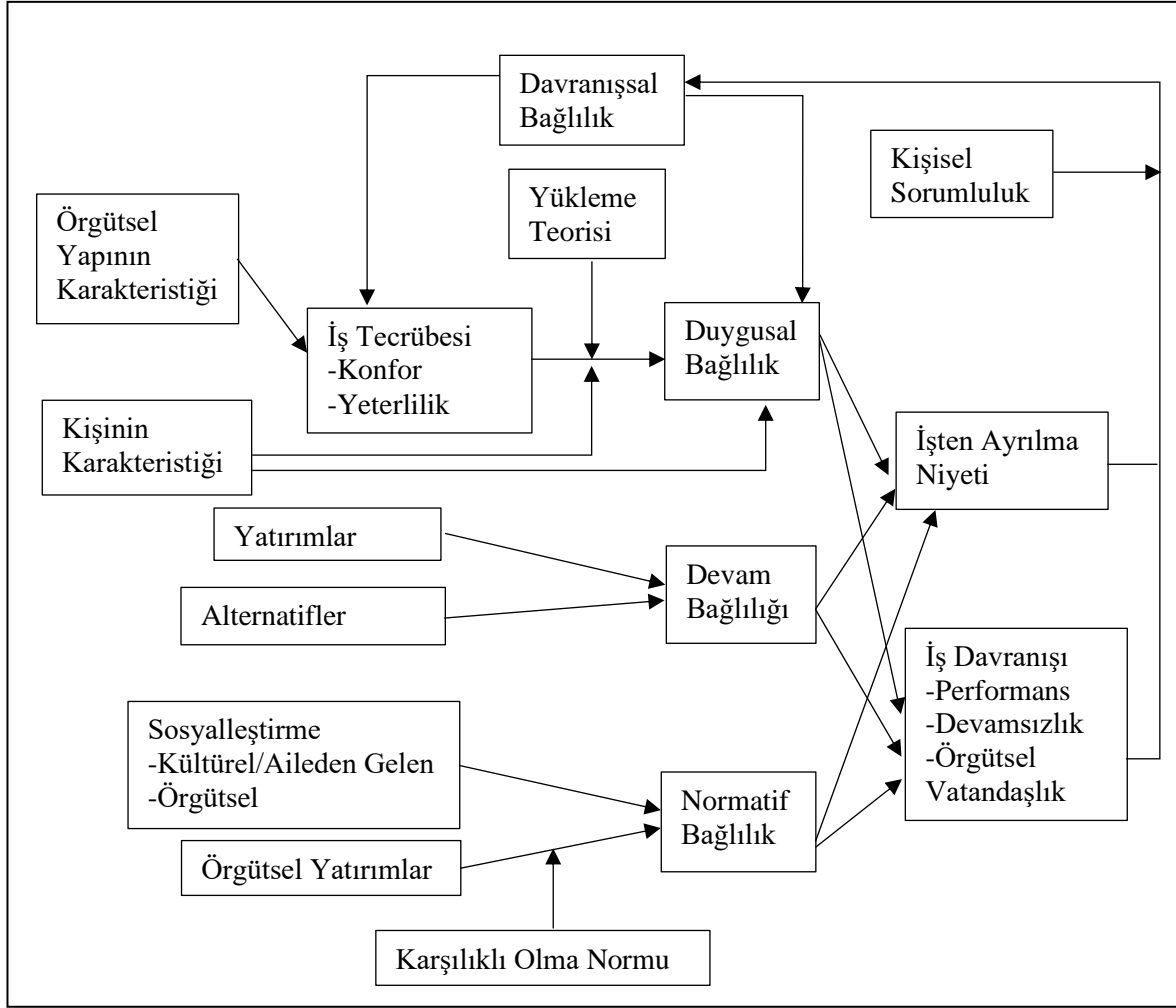 Davranışsal
Bağlılık
Kişisel
Sorumluluk
Yükleme
Teorisi
Örgütsel
Yapının
Karakteristiği
İş Tecrübesi
-Konfor
-Yeterlilik
Duygusal
Bağlılık
Kişinin
Karakteristiği
İşten Ayrılma
Niyeti
Yatırımlar
Devam
Bağlılığı
Alternatifler
İş Davranışı
-Performans
-Devamsızlık
-Örgütsel
Vatandaşlık
Sosyalleştirme
-Kültürel/Aileden Gelen
-Örgütsel
Normatif
Bağlılık
Örgütsel Yatırımlar
Karşılıklı Olma Normu